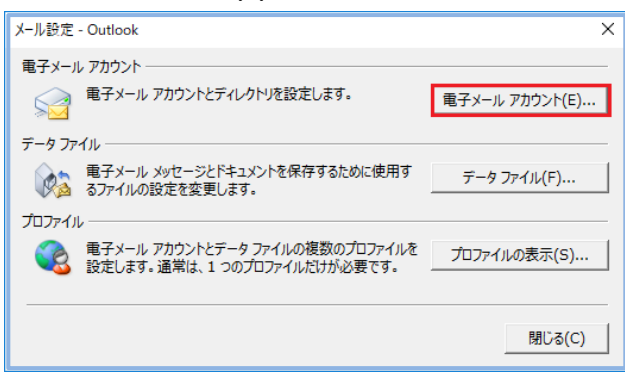 メール設定 - Outlook
電子メール アカウント
電子メール アカウントとディレクトリを設定します。
電子メール アカウント(E)...
データ ファイル
電子メール メッセージとドキュメントを保存するために使用す
るファイルの設定を変更します。
データ ファイル(F)...
プロファイル
電子メール アカウントとデータ ファイルの複数のプロファイルを
設定します。通常は、1 つのプロファイルだけが必要です。
プロファイルの表示(S)...
閉じる(C)